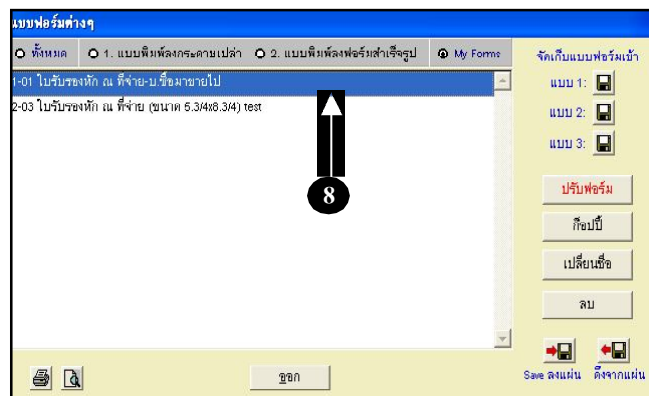 แบบฟอร์มต่างๆ
ทั้งหมด 1. แบบพิมพ์ลงกระดาษเปล่า 2. แบบพิมพ์ลงฟอร์มสำเร็จรูป My Forms
1-01 ใบรับรองหัก ณ ที่จ่าย-บ.ซื้อมาขายไป
2-03 ใบรับรองหัก ณ ที่จ่าย (ขนาด 5.3/4x8.3/4) test
8
จัดเก็บแบบฟอร์มเข้า
แบบ 1:
แบบ 2:
แบบ 3:
ปรับฟอร์ม
ก๊อปปี้
เปลี่ยนชื่อ
ลบ
Save ลงแผ่น ดึงจากแผ่น
ออก